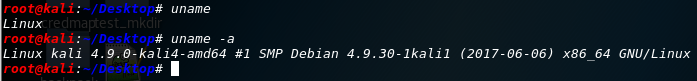 root@kali:~/Desktop# uname
Linux
root@kali:~/Desktop# uname -a
Linux kali 4.9.0-kali4-amd64 #1 SMP Debian 4.9.30-1kali1 (2017-06-06) x86_64 GNU/Linux
root@kali:~/Desktop#